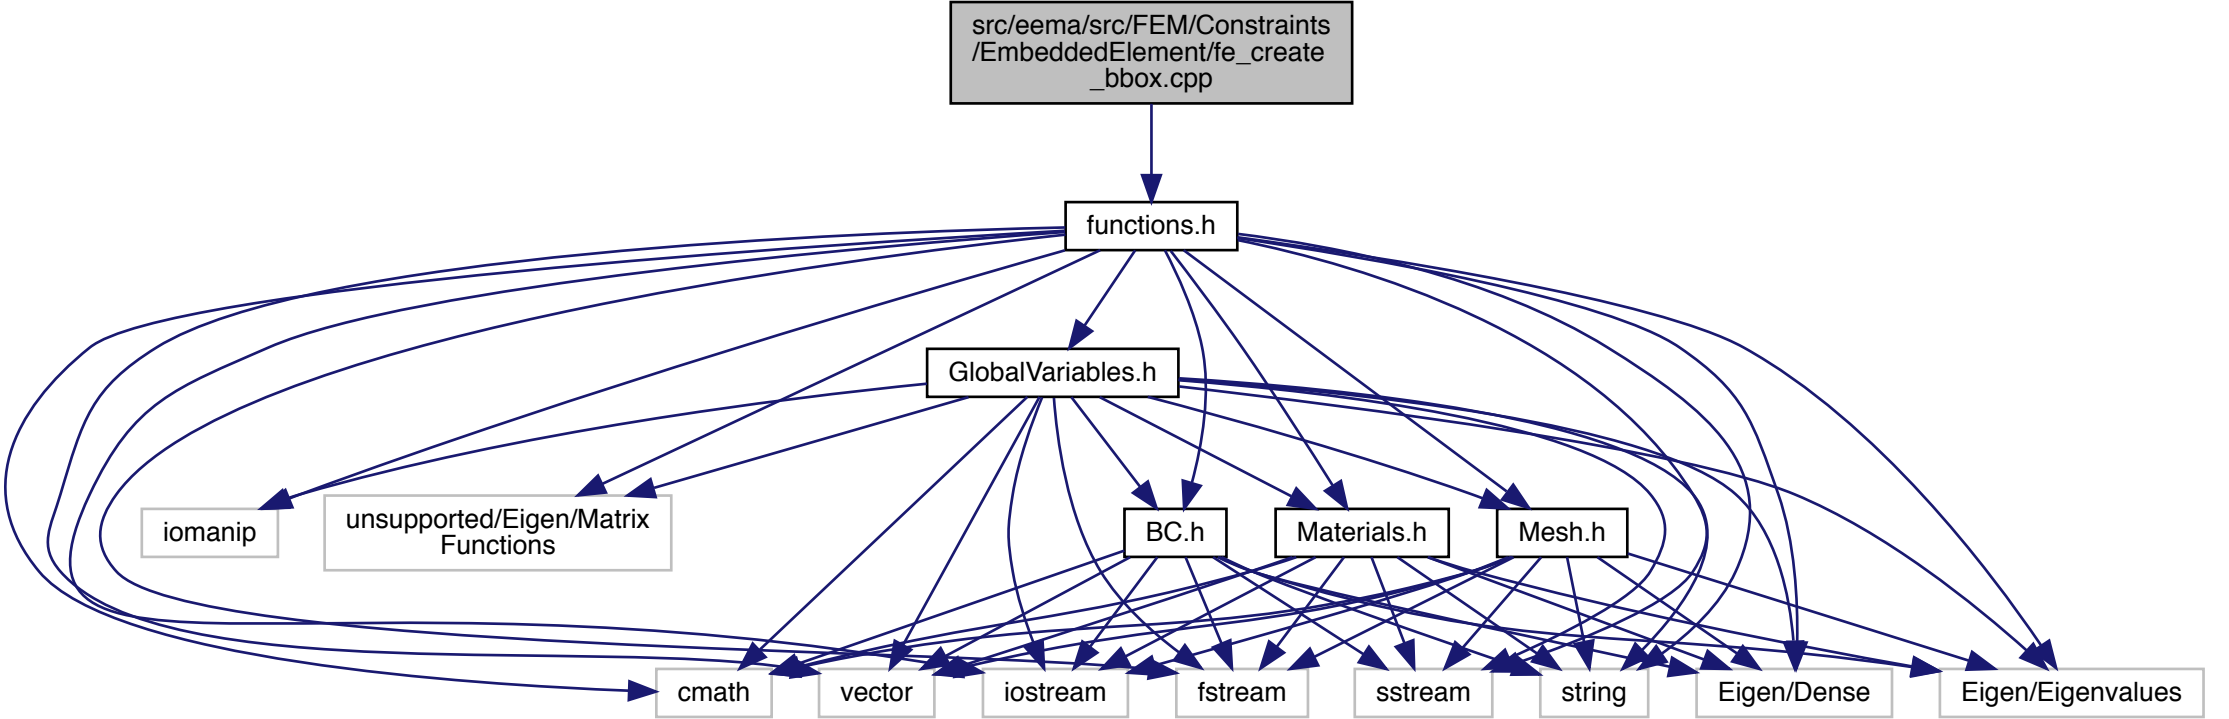 src/eema/src/FEM/Constraints
/EmbeddedElement/fe_create
_bbox.cpp
functions.h
GlobalVariables.h
iomanip
unsupported/Eigen/Matrix
Functions
BC.h
Materials.h
Mesh.h
cmath
vector
iostream
fstream
sstream
string
Eigen/Dense
Eigen/Eigenvalues